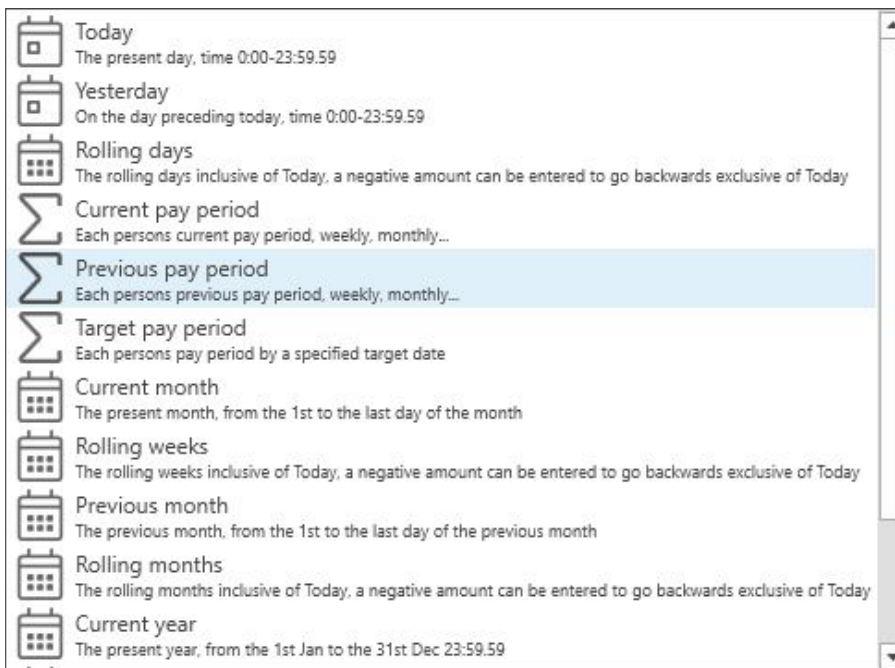 Today
The present day, time 0:00-23:59.59
Yesterday
On the day preceding today, time 0:00-23:59.59
Rolling days
The rolling days inclusive of Today, a negative amount can be entered to go backwards exclusive of Today
Current pay period
Each persons current pay period, weekly, monthly...
Previous pay period
Each persons previous pay period, weekly, monthly...
Target pay period
Each persons pay period by a specified target date
Current month
The present month, from the 1st to the last day of the month
Rolling weeks
The rolling weeks inclusive of Today, a negative amount can be entered to go backwards exclusive of Today
Previous month
The previous month, from the 1st to the last day of the previous month
Rolling months
The rolling months inclusive of Today, a negative amount can be entered to go backwards exclusive of Today
Current year
The present year, from the 1st Jan to the 31st Dec 23:59.59